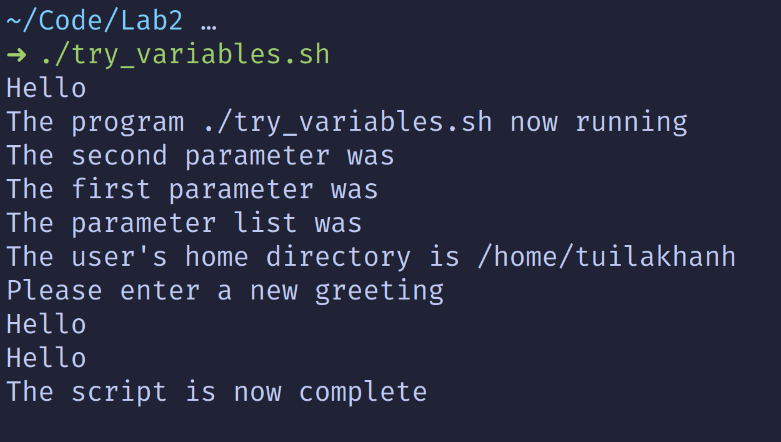 ~/Code/Lab2 …
➜ ./try_variables.sh
Hello
The program ./try_variables.sh now running
The second parameter was
The first parameter was
The parameter list was
The user's home directory is /home/tuilakhanh
Please enter a new greeting
Hello
Hello
The script is now complete